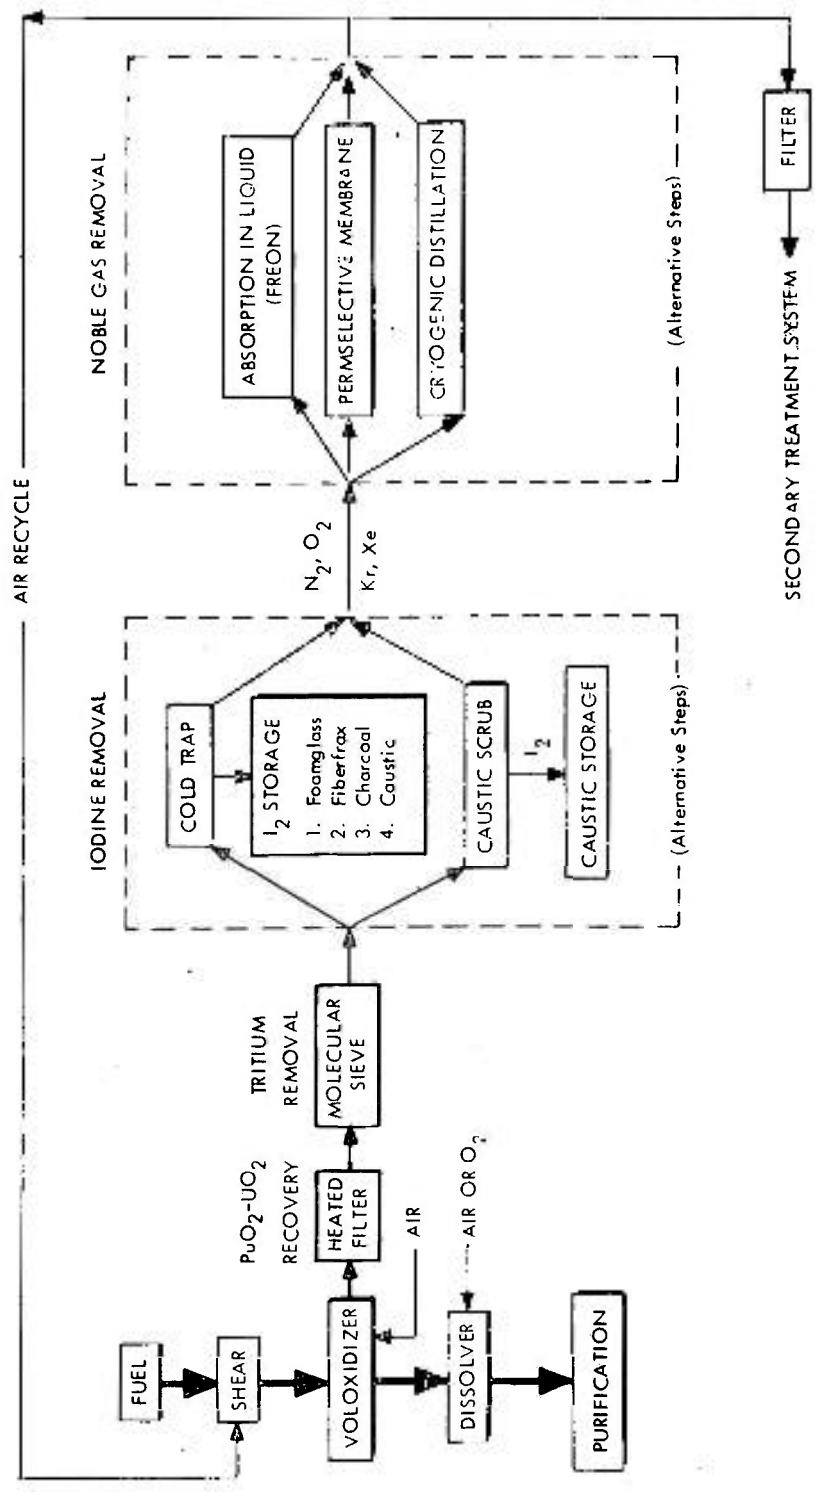 AIR RECYCLE
FUEL
SHEAR
VOLOXIDIZER
AIR
DISSOLVER
AIR OR O2
PURIFICATION
PuO2-UO2
RECOVERY
HEATED
FILTER
TRITIUM
REMOVAL
MOLECULAR
SIEVE
IODINE REMOVAL
COLD TRAP
I2 STORAGE
1. Foamglass
2. Fiberfrax
3. Charcoal
4. Caustic
CAUSTIC SCRUB
I2
CAUSTIC STORAGE
(Alternative Steps)
N2, O2
Kr, Xe
NOBLE GAS REMOVAL
ABSORPTION IN LIQUID
(FREON)
PERMSELECTIVE MEMBRANE
CRYOGENIC DISTILLATION
(Alternative Steps)
FILTER
SECONDARY TREATMENT SYSTEM